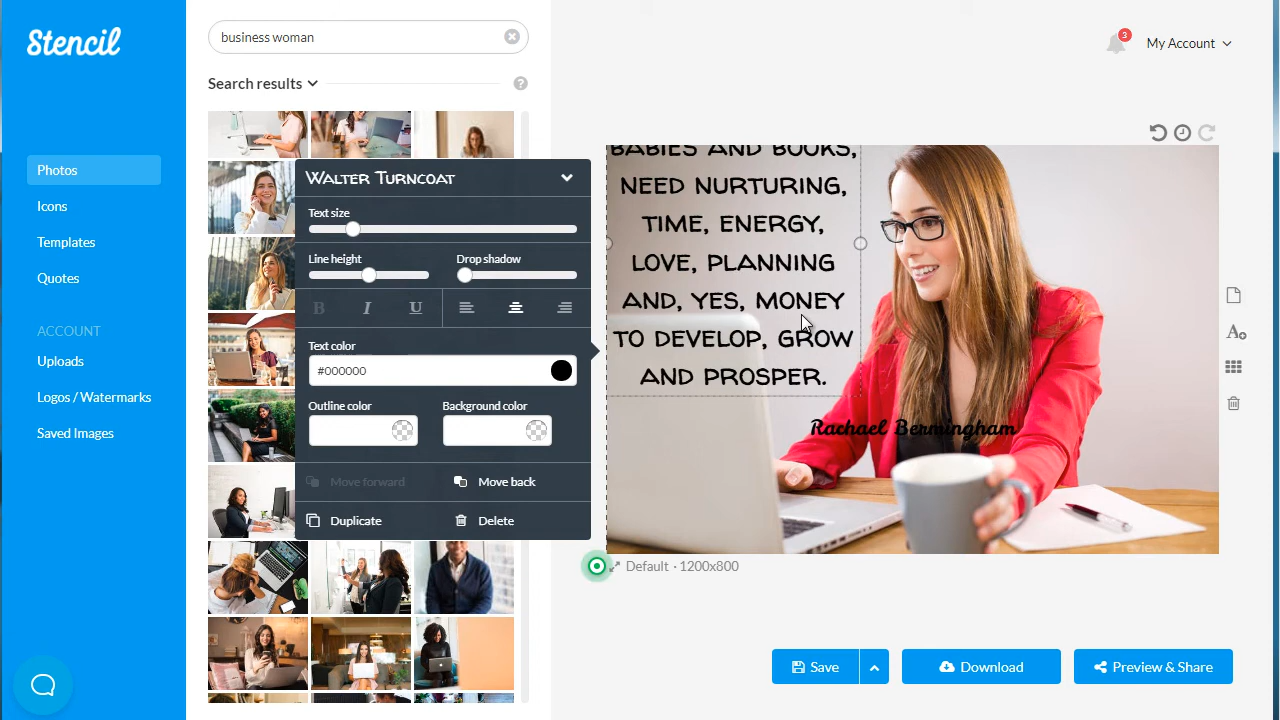 Stencil
business woman
3
My Account
Search results
?
Photos
Icons
Templates
Quotes
ACCOUNT
Uploads
Logos / Watermarks
Saved Images
Walter Turncoat
Text size
Line height
Drop shadow
B I U
Text color
#000000
Outline color
Background color
Move forward
Move back
Duplicate
Delete
BABIES AND BOOKS,
NEED NURTURING,
TIME, ENERGY,
LOVE, PLANNING
AND, YES, MONEY
TO DEVELOP, GROW
AND PROSPER.
Rachael Bermingham
A
Default · 1200x800
Save
Download
Preview & Share